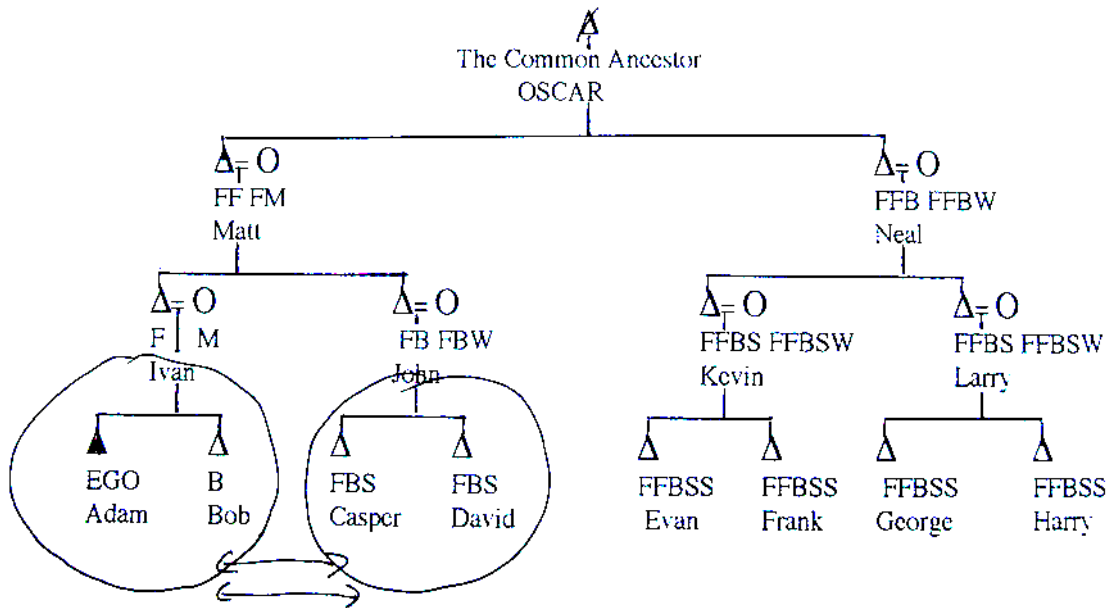 The Common Ancestor
OSCAR
Δ = O Δ = O
FF FM FFB FFBW
Matt Neal
Δ = O Δ = O Δ = O Δ = O
F M FB FBW FFBS FFBSW FFBS FFBSW
Ivan John Kevin Larry
EGO B FBS FBS FFBSS FFBSS FFBSS FFBSS
Adam Bob Casper David Evan Frank George Harry